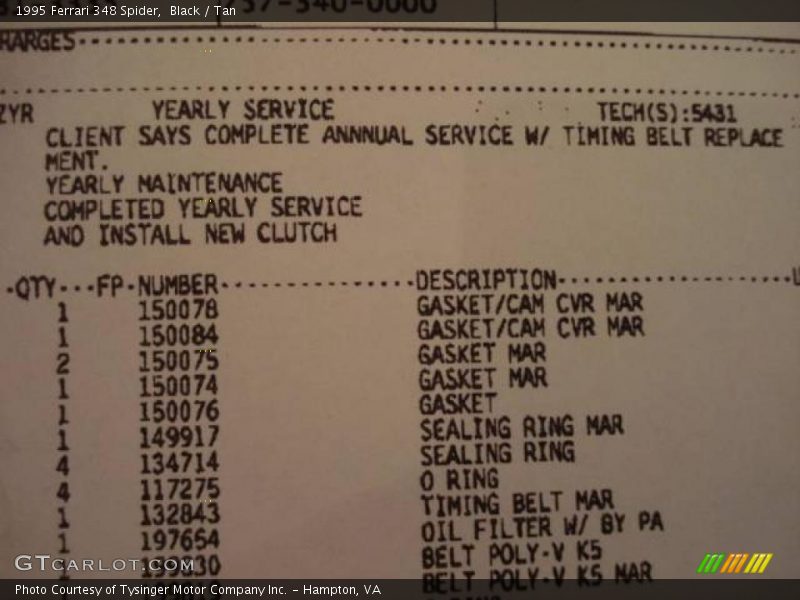 1995 Ferrari 348 Spider,  Black / Tan
57-540-0000
RARGES
ZYR YEARLY SERVICE TECH(S):5431
CLIENT SAYS COMPLETE ANNNUAL SERVICE W/ TIMING BELT REPLACE
MENT.
YEARLY MAINTENANCE
COMPLETED YEARLY SERVICE
AND INSTALL NEW CLUTCH
-QTY---FP-NUMBER---------------DESCRIPTION--------------------
1 150078 GASKET/CAM CVR MAR
1 150084 GASKET/CAM CVR MAR
2 150075 GASKET MAR
1 150074 GASKET MAR
1 150076 GASKET
1 149917 SEALING RING MAR
4 134714 SEALING RING
4 117275 O RING
1 132843 TIMING BELT MAR
1 197654 OIL FILTER W/ BY PA
BELT POLY-V K5
BELT POLY-V K5 MAR
GTcarlot.com
Photo Courtesy of Tysinger Motor Company Inc. – Hampton, VA